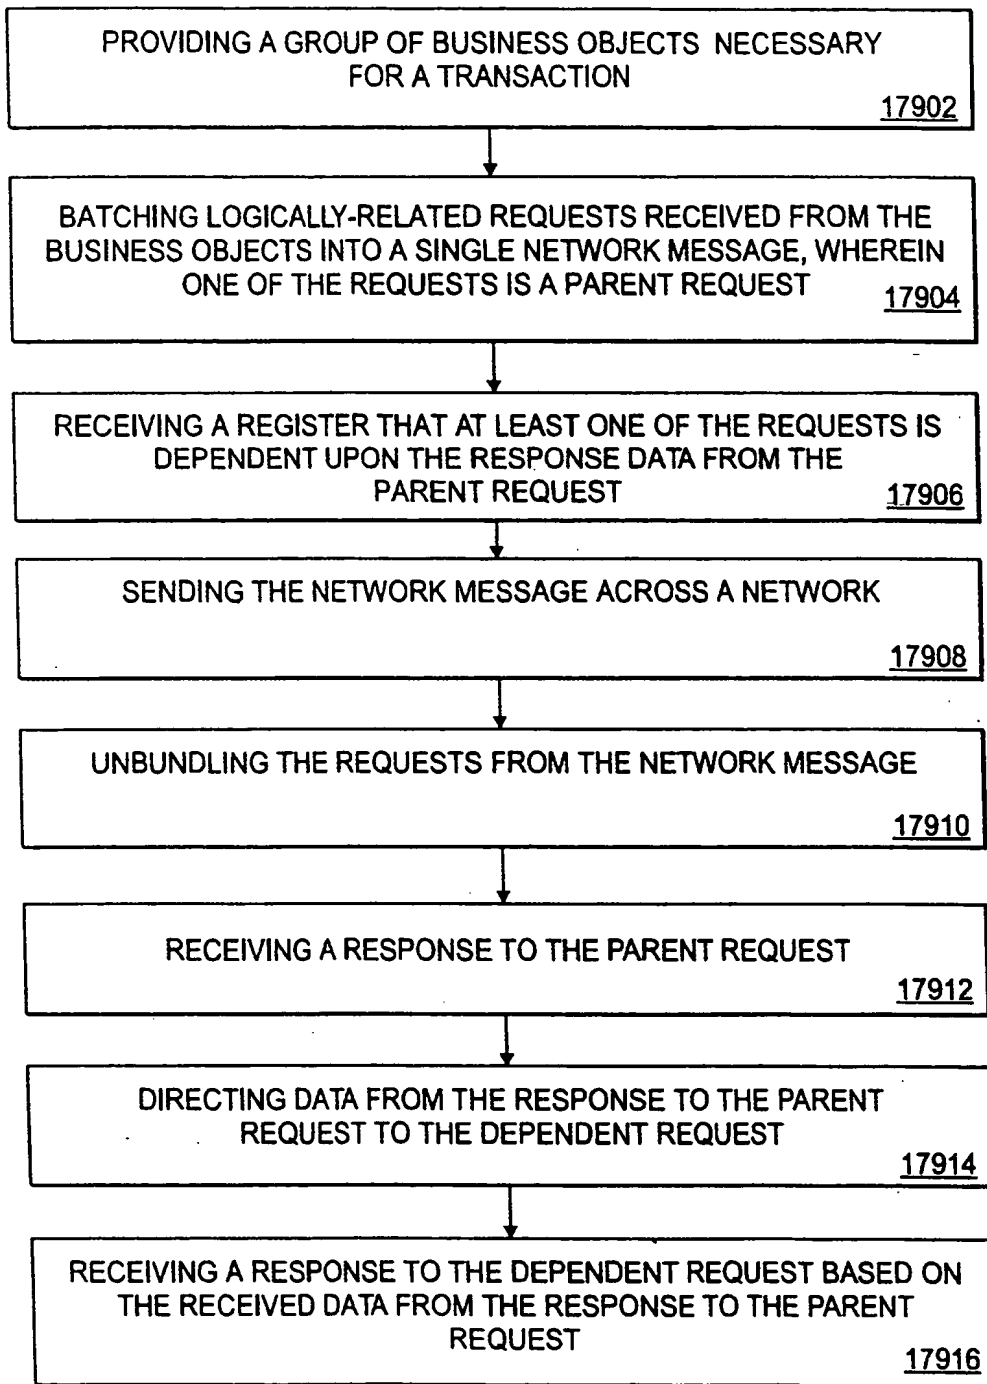 PROVIDING A GROUP OF BUSINESS OBJECTS NECESSARY
FOR A TRANSACTION
17902
BATCHING LOGICALLY-RELATED REQUESTS RECEIVED FROM THE
BUSINESS OBJECTS INTO A SINGLE NETWORK MESSAGE, WHEREIN
ONE OF THE REQUESTS IS A PARENT REQUEST
17904
RECEIVING A REGISTER THAT AT LEAST ONE OF THE REQUESTS IS
DEPENDENT UPON THE RESPONSE DATA FROM THE
PARENT REQUEST
17906
SENDING THE NETWORK MESSAGE ACROSS A NETWORK
17908
UNBUNDLING THE REQUESTS FROM THE NETWORK MESSAGE
17910
RECEIVING A RESPONSE TO THE PARENT REQUEST
17912
DIRECTING DATA FROM THE RESPONSE TO THE PARENT
REQUEST TO THE DEPENDENT REQUEST
17914
RECEIVING A RESPONSE TO THE DEPENDENT REQUEST BASED ON
THE RECEIVED DATA FROM THE RESPONSE TO THE PARENT
REQUEST
17916